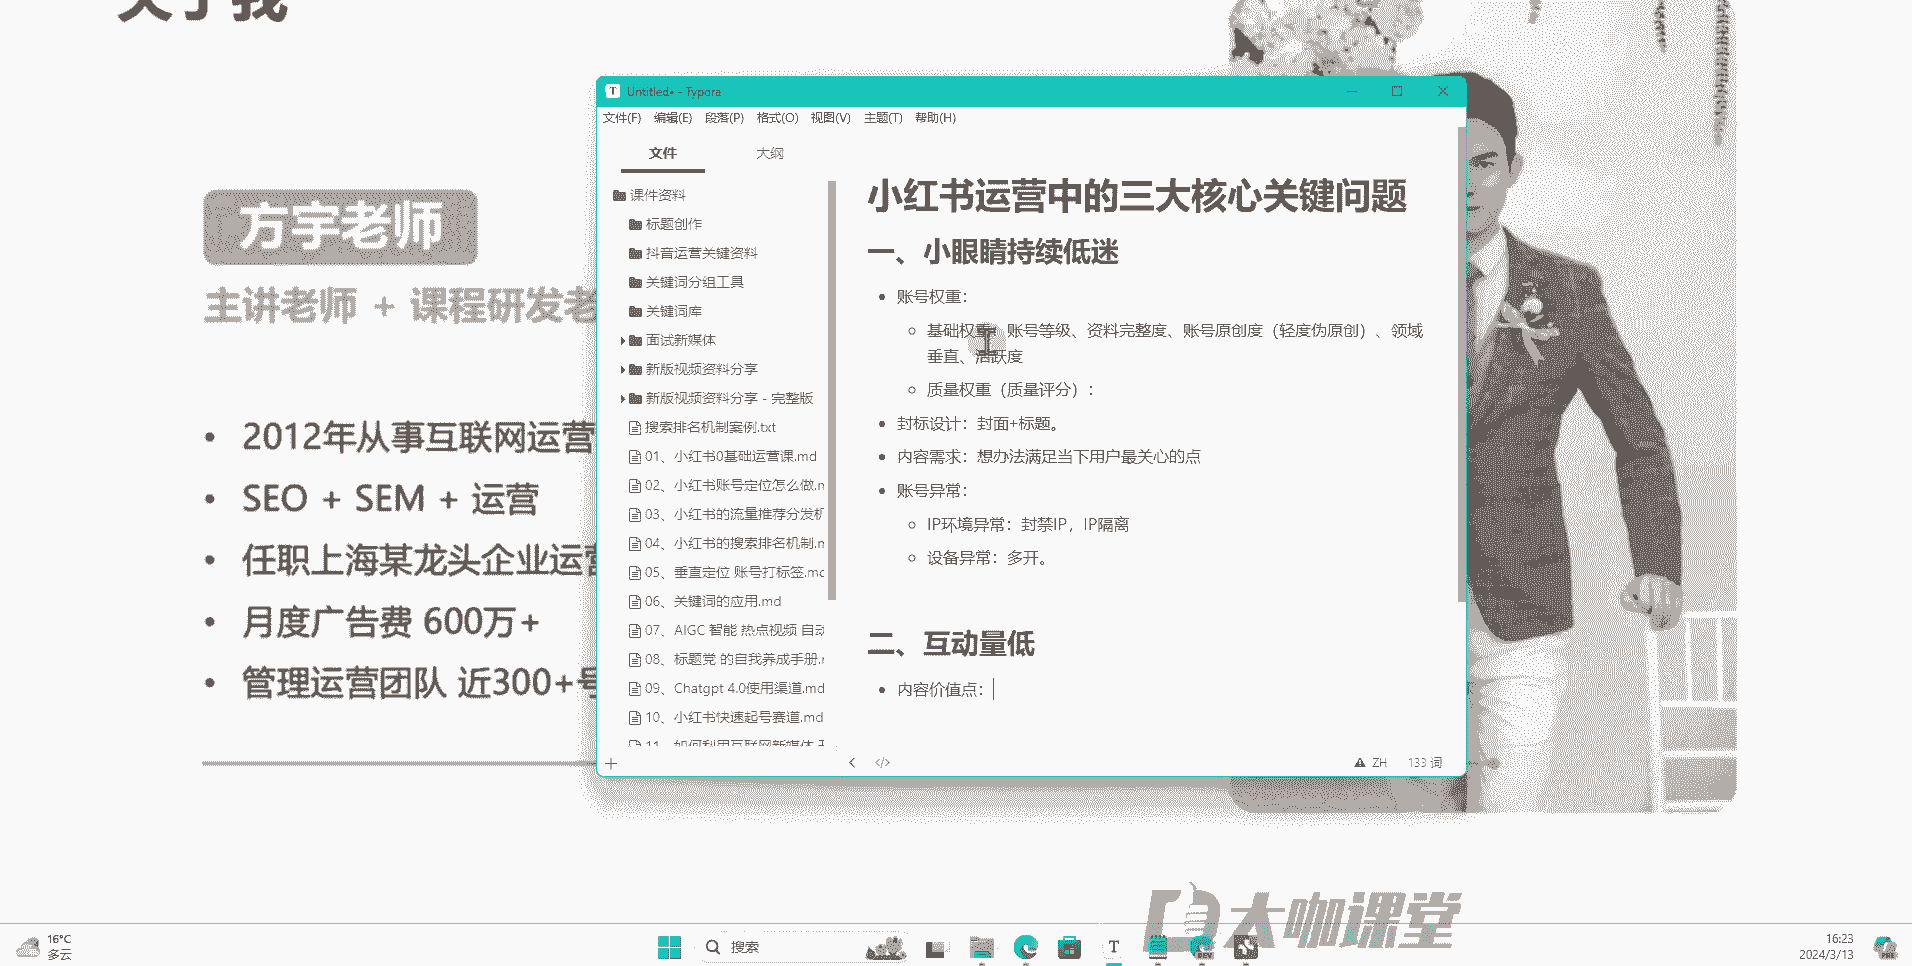 关于我
方宇老师
主讲老师 + 课程研发老
2012年从事互联网运营
SEO + SEM + 运营
任职上海某龙头企业运营
月度广告费 600万+
管理运营团队 近300+号
Untitled• - Typora
文件(F) 编辑(E) 段落(P) 格式(O) 视图(V) 主题(T) 帮助(H)
文件 大纲
课件资料
标题创作
抖音运营关键资料
关键词分组工具
关键词库
面试新媒体
新版视频资料分享
新版视频资料分享 - 完整版
搜索排名机制案例.txt
01、小红书0基础运营课.md
02、小红书账号定位怎么做.m
03、小红书的流量推荐分发机
04、小红书的搜索排名机制.m
05、垂直定位 账号打标签.mc
06、关键词的应用.md
07、AIGC 智能 热点视频 自动
08、标题党 的自我养成手册.r
09、Chatgpt 4.0使用渠道.md
10、小红书快速起号赛道.md
11、如何利用互联网新媒体 开
小红书运营中的三大核心关键问题
一、小眼睛持续低迷
账号权重：
基础权重：账号等级、资料完整度、账号原创度（轻度伪原创）、领域
垂直、活跃度
质量权重（质量评分）：
封标设计：封面+标题。
内容需求：想办法满足当下用户最关心的点
账号异常：
IP环境异常：封禁IP，IP隔离
设备异常：多开。
二、互动量低
内容价值点：
ZH 133 词
大咖课堂
16°C
多云
搜索
16:23
2024/3/13